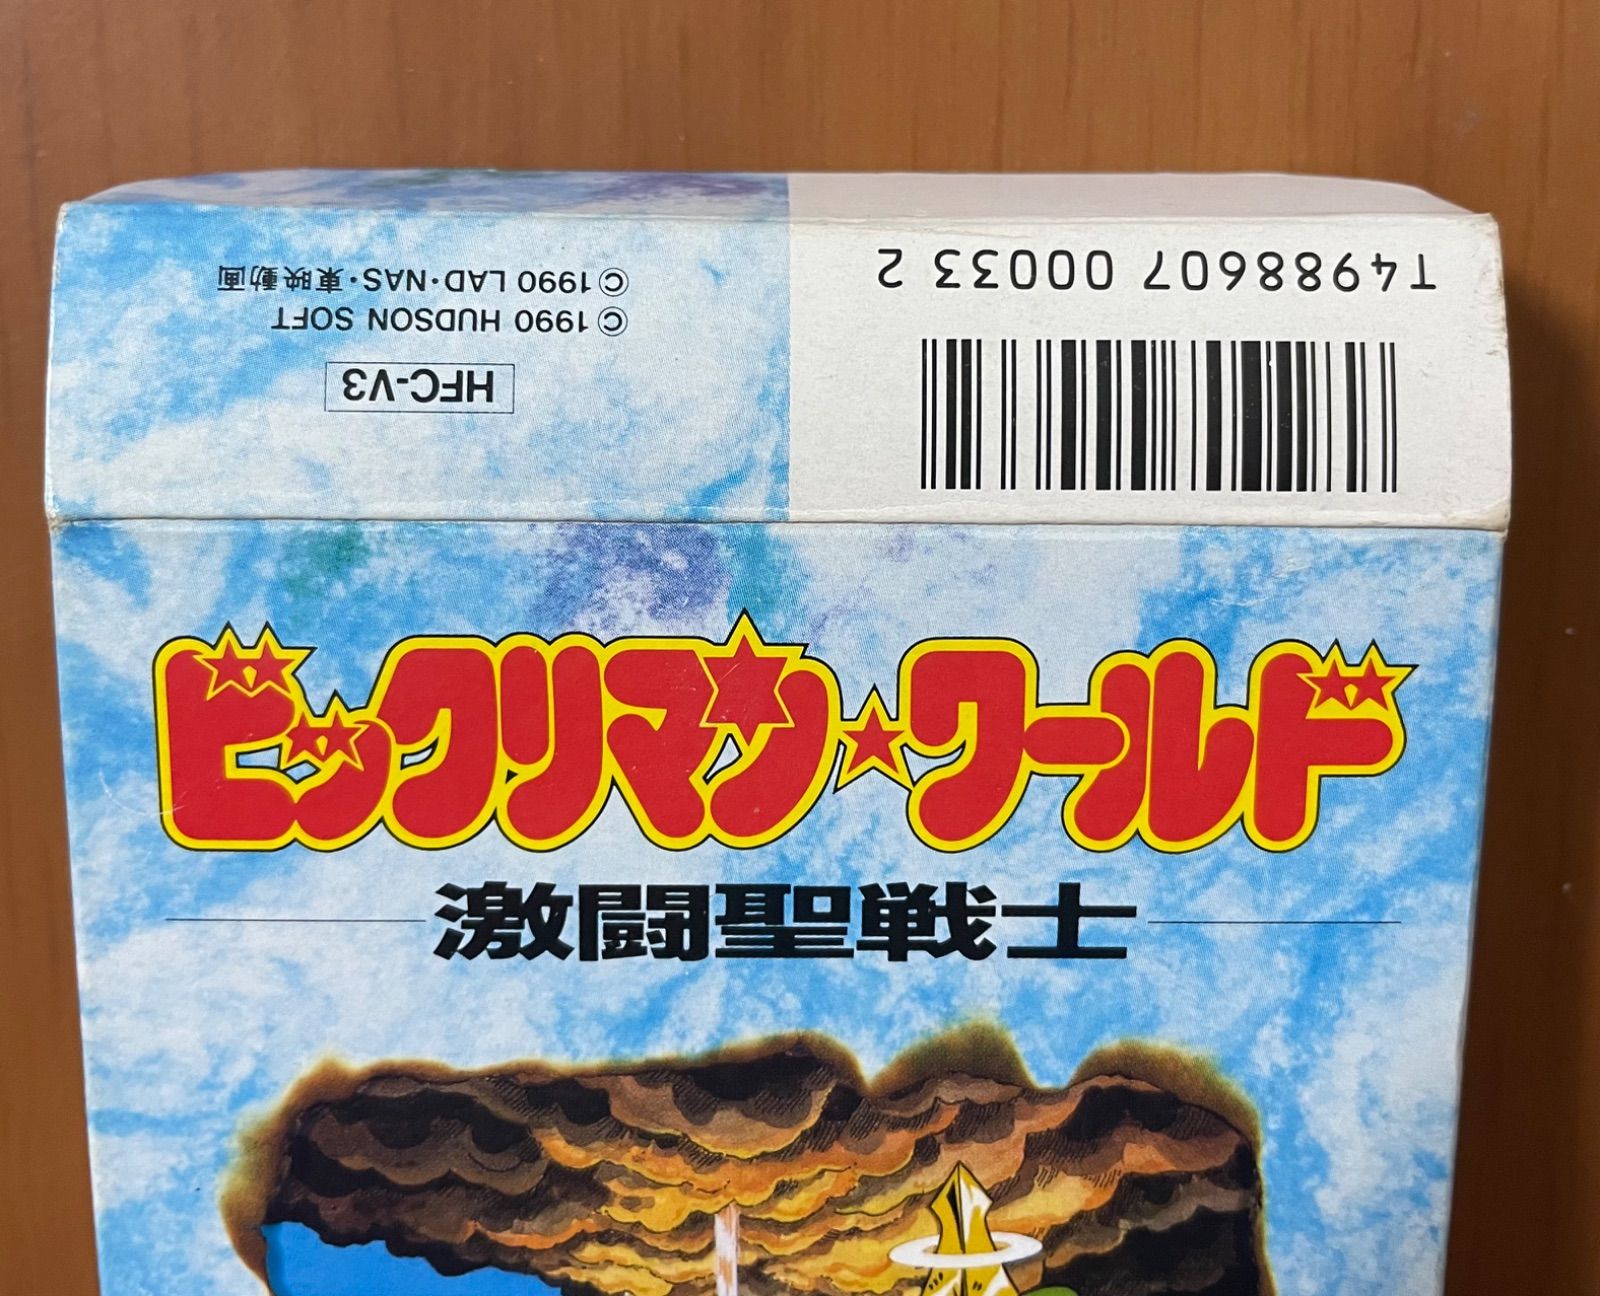 T4988607 00033 2
©1990 LAD・NAS・東映動画
©1990 HUDSON SOFT
HFC-V3
ビックリマン★ワールド
激闘聖戦士